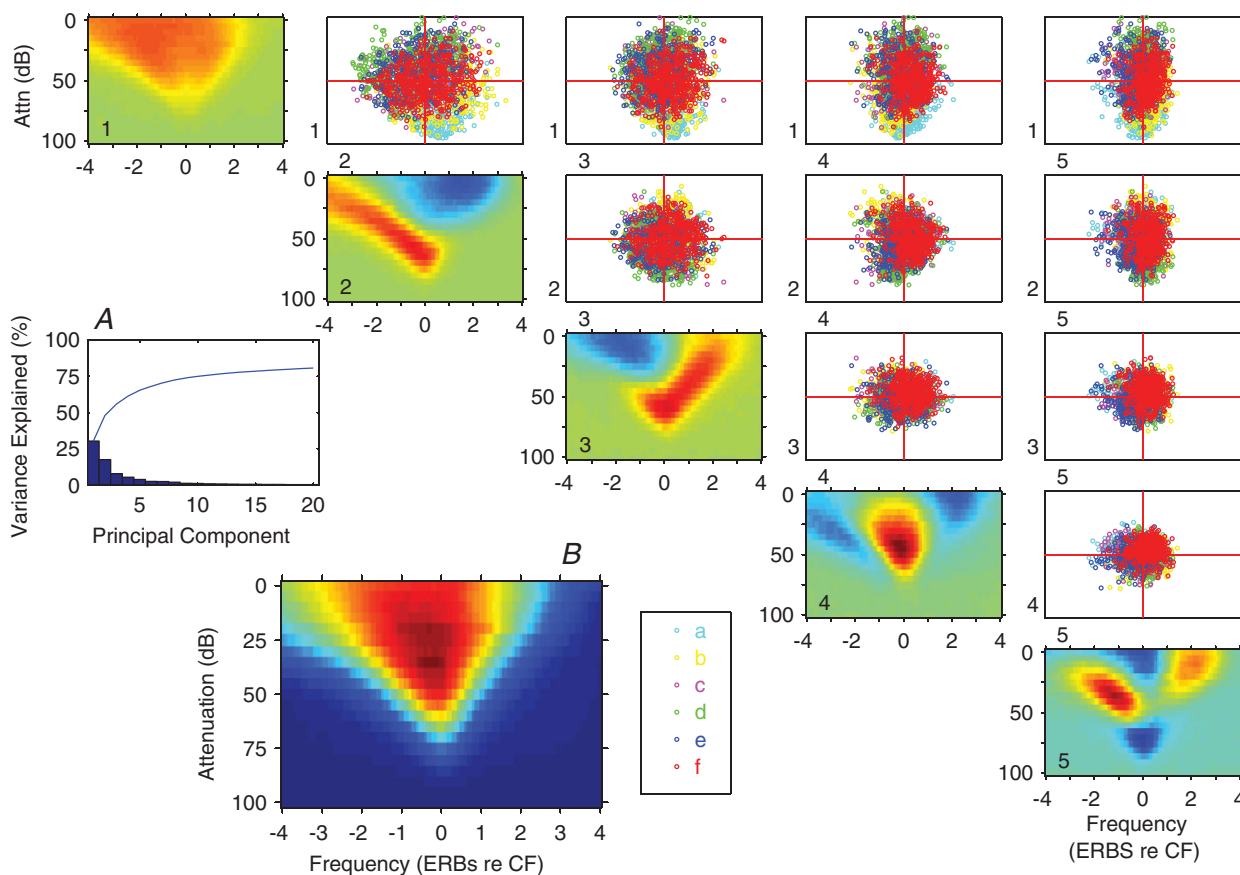 Attn (dB)
0
50
100
1
-4 -2 0 2 4
1
2
1
3
1
4
1
5
0
50
100
2
-4 -2 0 2 4
2
3
2
4
2
5
A
Variance Explained (%)
100
75
50
25
0
5 10 15 20
Principal Component
0
50
100
3
-4 -2 0 2 4
3
4
3
5
B
Attenuation (dB)
0
25
50
75
100
-4 -3 -2 -1 0 1 2 3 4
Frequency (ERBs re CF)
a
b
c
d
e
f
0
50
100
4
-4 -2 0 2 4
4
5
0
50
100
5
-4 -2 0 2 4
Frequency
(ERBS re CF)